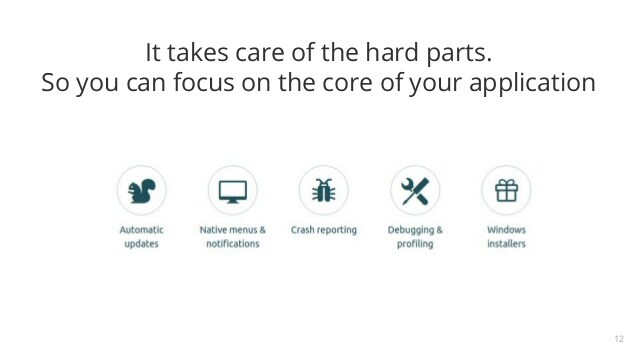 It takes care of the hard parts.
So you can focus on the core of your application
Automatic
updates
Native menus &
notifications
Crash reporting
Debugging &
profiling
Windows
installers
12